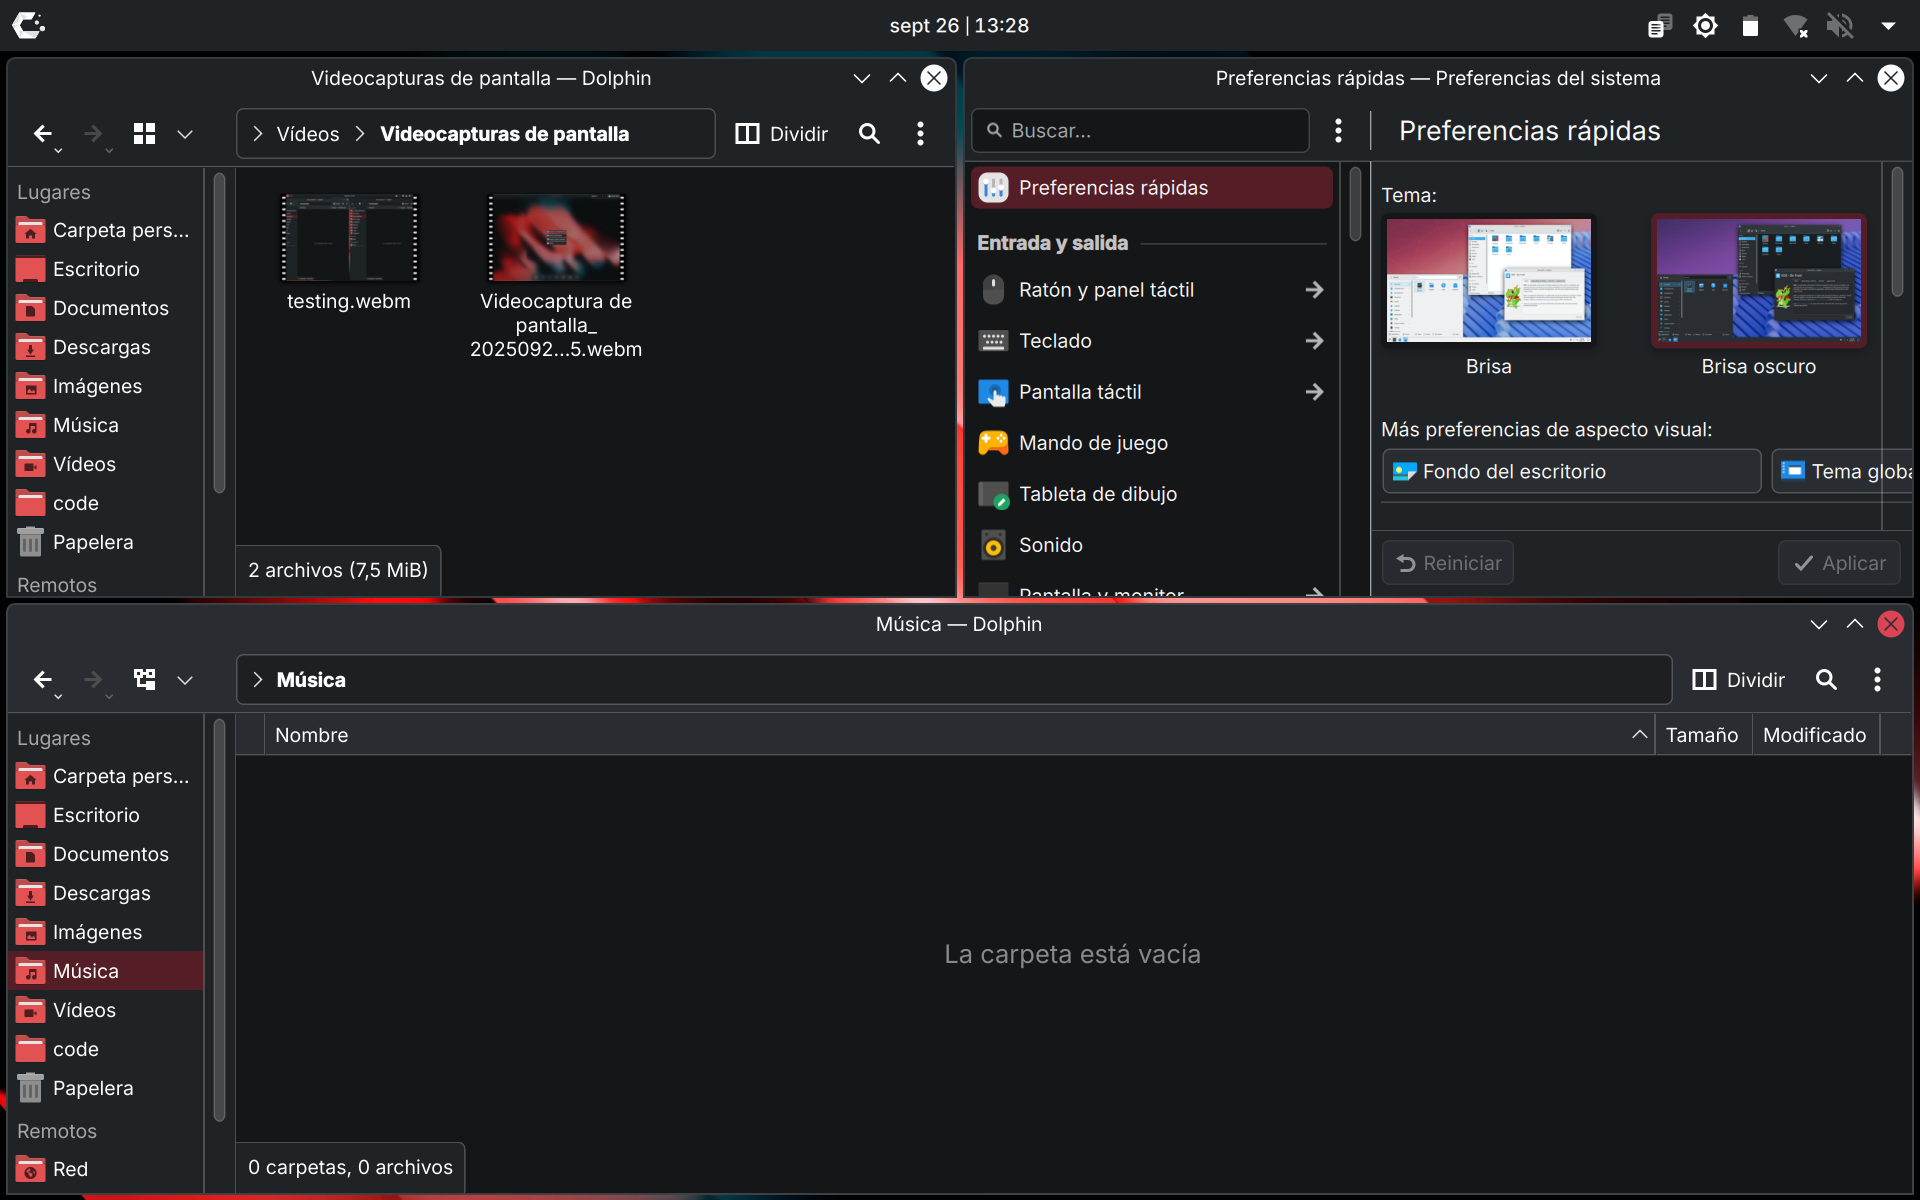 sept 26 | 13:28
Videocapturas de pantalla — Dolphin
Vídeos
Videocapturas de pantalla
Dividir
Lugares
Carpeta pers...
Escritorio
Documentos
Descargas
Imágenes
Música
Vídeos
code
Papelera
Remotos
testing.webm
Videocaptura de
pantalla_
2025092...5.webm
2 archivos (7,5 MiB)
Preferencias rápidas — Preferencias del sistema
Buscar...
Preferencias rápidas
Preferencias rápidas
Entrada y salida
Ratón y panel táctil
Teclado
Pantalla táctil
Mando de juego
Tableta de dibujo
Sonido
Pantalla y monitor
Tema:
Brisa
Brisa oscuro
Más preferencias de aspecto visual:
Fondo del escritorio
Tema globa
Reiniciar
Aplicar
Música — Dolphin
Música
Dividir
Lugares
Carpeta pers...
Escritorio
Documentos
Descargas
Imágenes
Música
Vídeos
code
Papelera
Remotos
Red
Nombre
Tamaño
Modificado
La carpeta está vacía
0 carpetas, 0 archivos